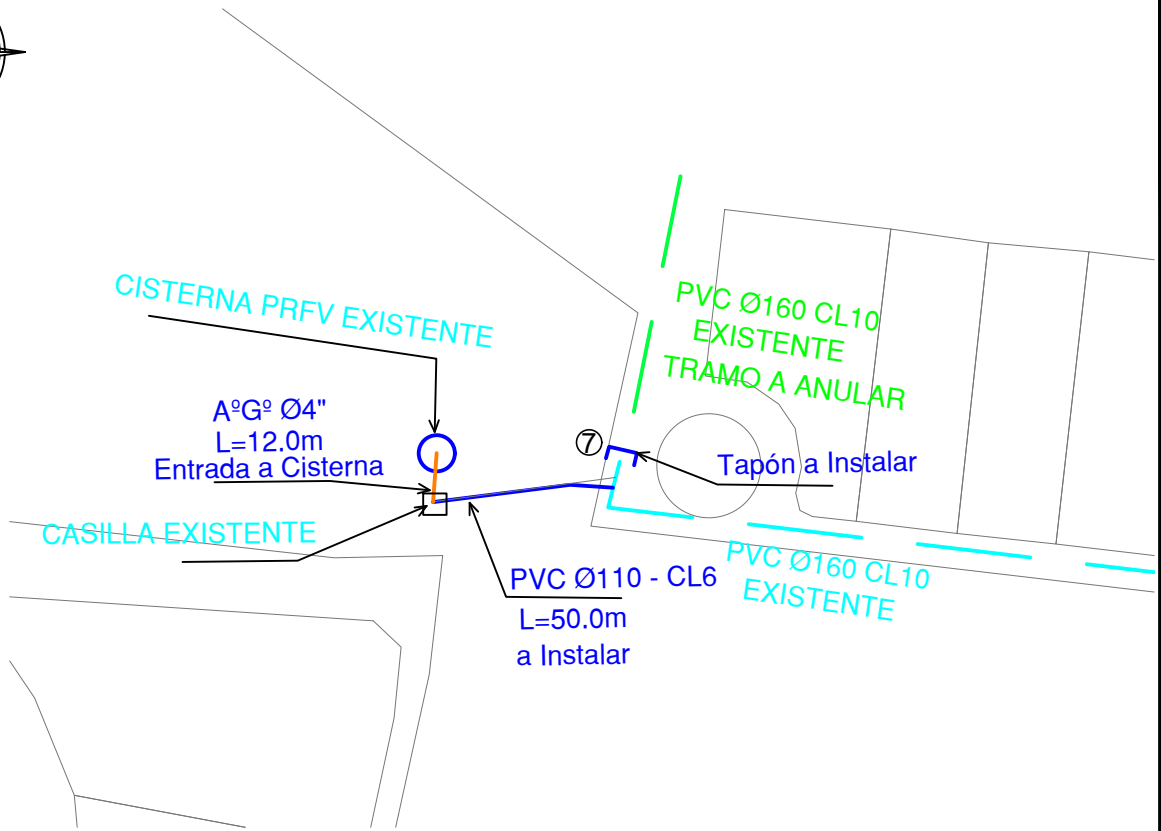 CISTERNA PRFV EXISTENTE
PVC Ø160 CL10
EXISTENTE
TRAMO A ANULAR
AºGº Ø4"
L=12.0m
Entrada a Cisterna
7
Tapón a Instalar
CASILLA EXISTENTE
PVC Ø110 - CL6
L=50.0m
a Instalar
PVC Ø160 CL10
EXISTENTE